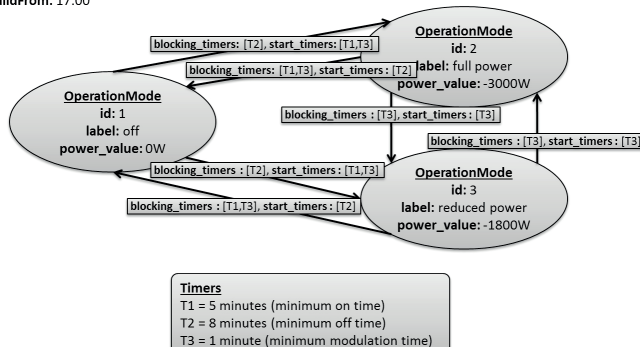 17:00
OperationMode
id: 2
label: full power
power_value: -3000W
blocking_timers: [T2], start_timers:[T1,T3]
blocking_timers: [T1,T3], start_timers: [T2]
OperationMode
id: 1
label: off
power_value: 0W
blocking_timers : [T3], start_timers: [T3]
blocking_timers : [T3], start_timers: [T3]
blocking_timers : [T2], start_timers: [T1,T3]
blocking_timers : [T1,T3], start_timers: [T2]
OperationMode
id: 3
label: reduced power
power_value: -1800W
Timers
T1 = 5 minutes (minimum on time)
T2 = 8 minutes (minimum off time)
T3 = 1 minute (minimum modulation time)